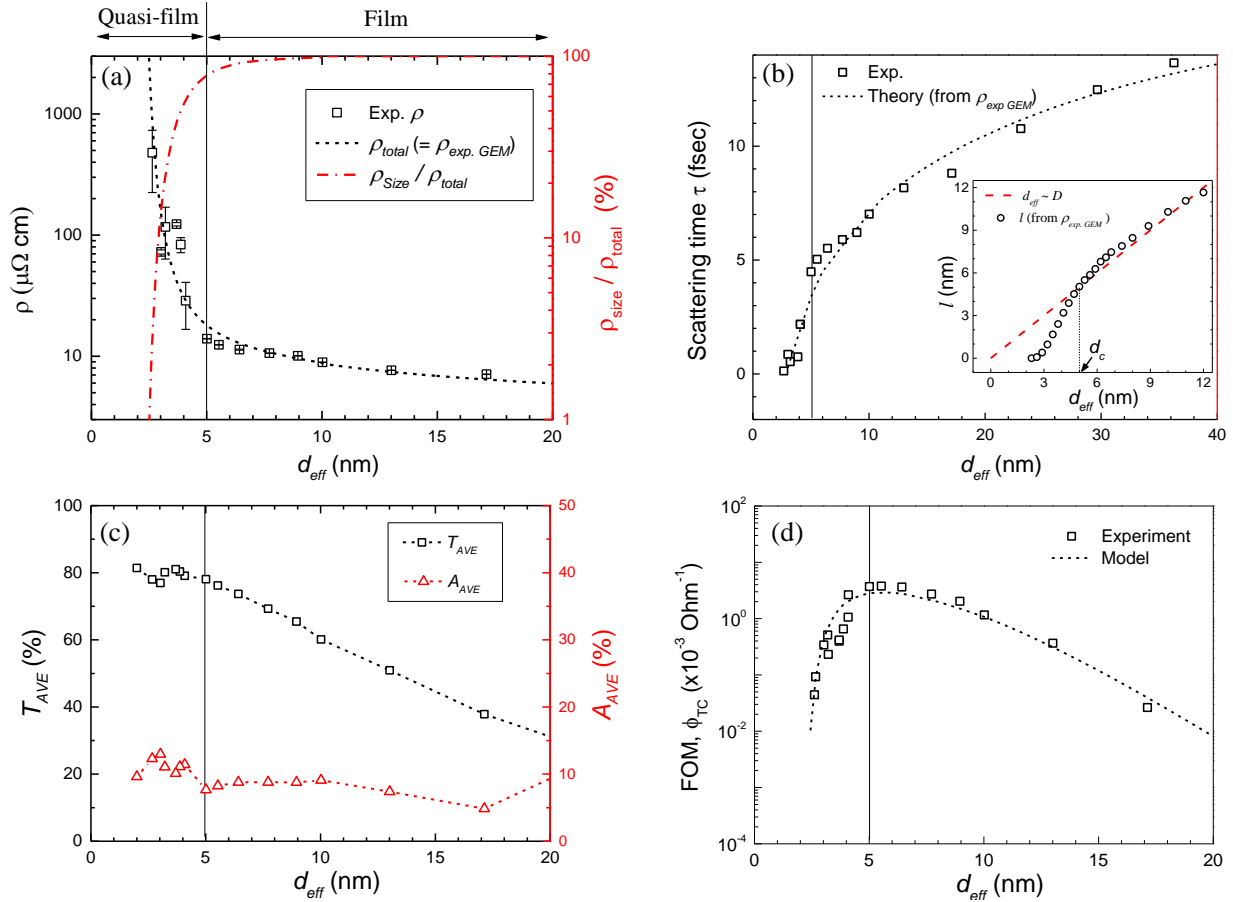 Quasi-film Film
(a)
Exp. ρ
ρtotal (= ρexp. GEM)
ρSize / ρtotal
ρ (μΩ cm)
1000
100
10
0 5 10 15 20
deff (nm)
100
10
1
ρsize / ρtotal (%)
(b)
Exp.
Theory (from ρexp GEM)
Scattering time τ (fsec)
10
5
0
0 10 20 30 40
deff (nm)
deff ~ D
l (from ρexp. GEM)
l (nm)
12
9
6
3
0
0 3 6 9 12
deff (nm)
dc
(c)
TAVE
AAVE
TAVE (%)
100
80
60
40
20
0
0 5 10 15 20
deff (nm)
50
40
30
20
10
0
AAVE (%)
(d)
Experiment
Model
FOM, ϕTC (x10-3 Ohm-1)
10²
10⁰
10⁻²
10⁻⁴
0 5 10 15 20
deff (nm)